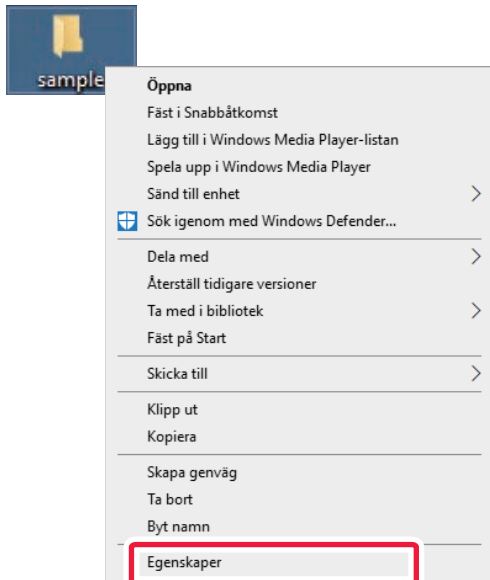 sample
Öppna
Fäst i Snabbåtkomst
Lägg till i Windows Media Player-listan
Spela upp i Windows Media Player
Sänd till enhet
Sök igenom med Windows Defender...
Dela med
Återställ tidigare versioner
Ta med i bibliotek
Fäst på Start
Skicka till
Klipp ut
Kopiera
Skapa genväg
Ta bort
Byt namn
Egenskaper